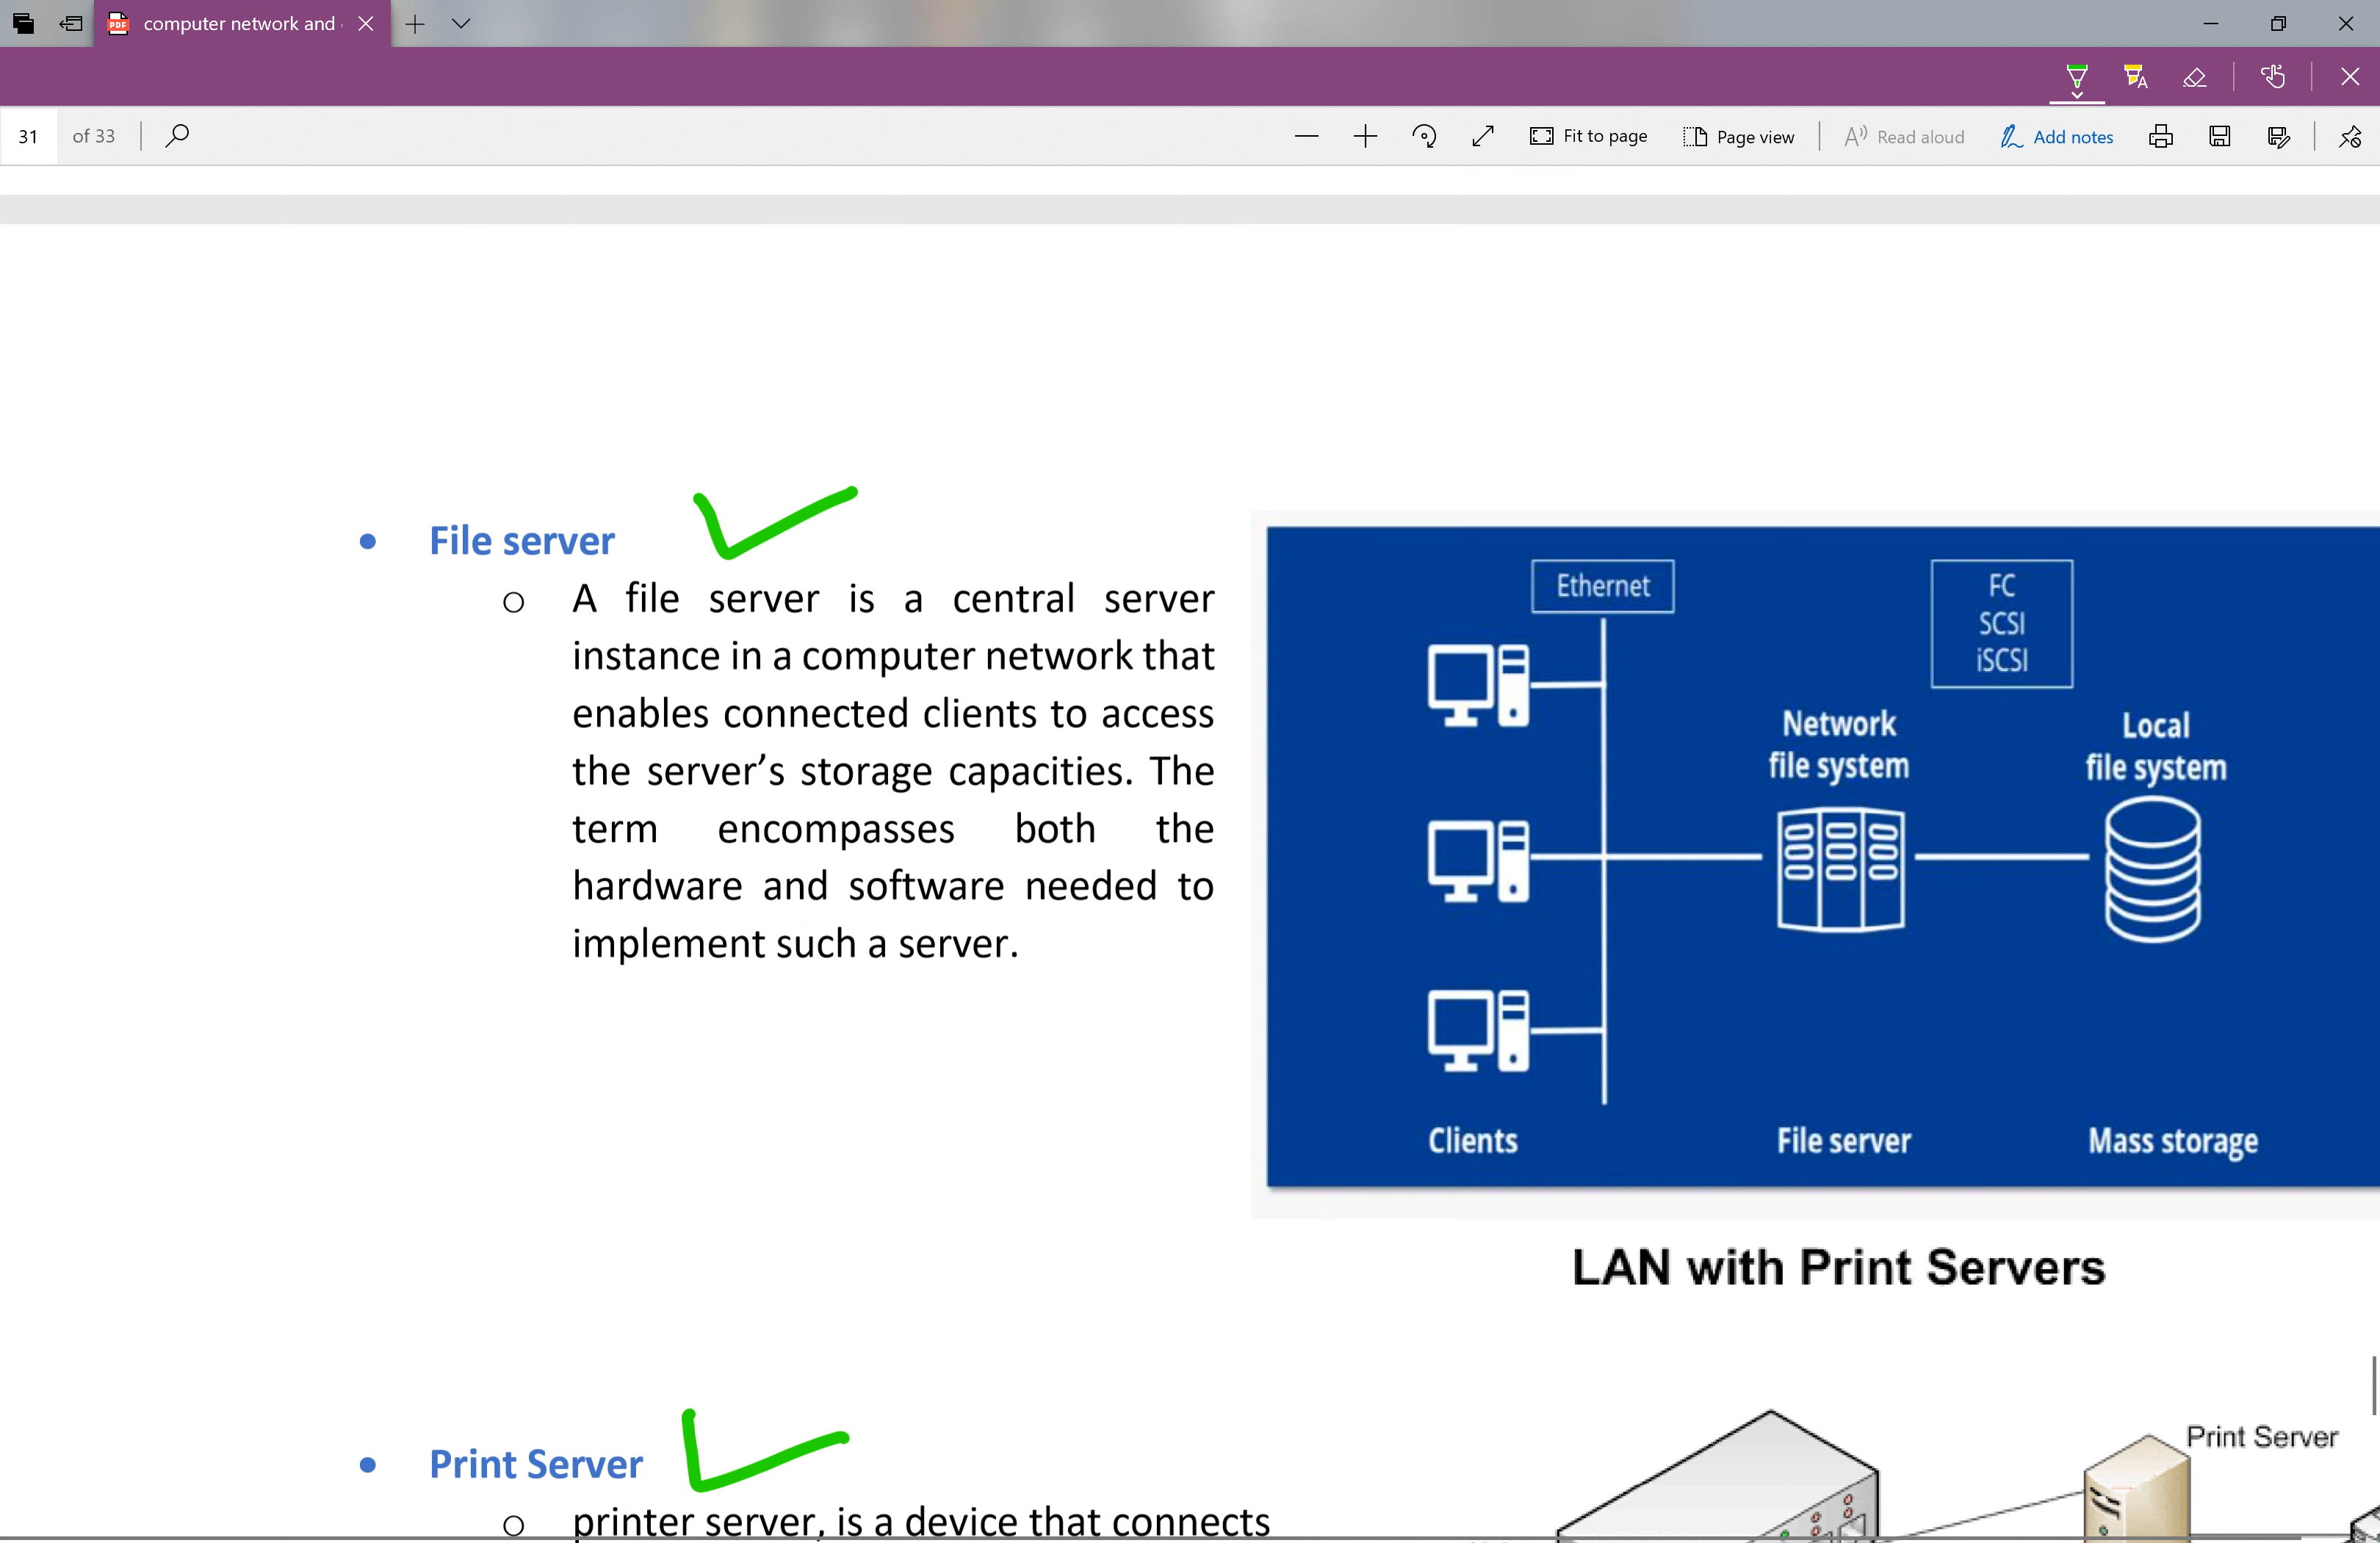 computer network and
31 of 33
Fit to page
Page view
Read aloud
Add notes
• File server
o A file server is a central server
instance in a computer network that
enables connected clients to access
the server’s storage capacities. The
term encompasses both the
hardware and software needed to
implement such a server.
Ethernet
FC
SCSI
iSCSI
Network
file system
Local
file system
Clients
File server
Mass storage
LAN with Print Servers
Print Server
• Print Server
o printer server, is a device that connects